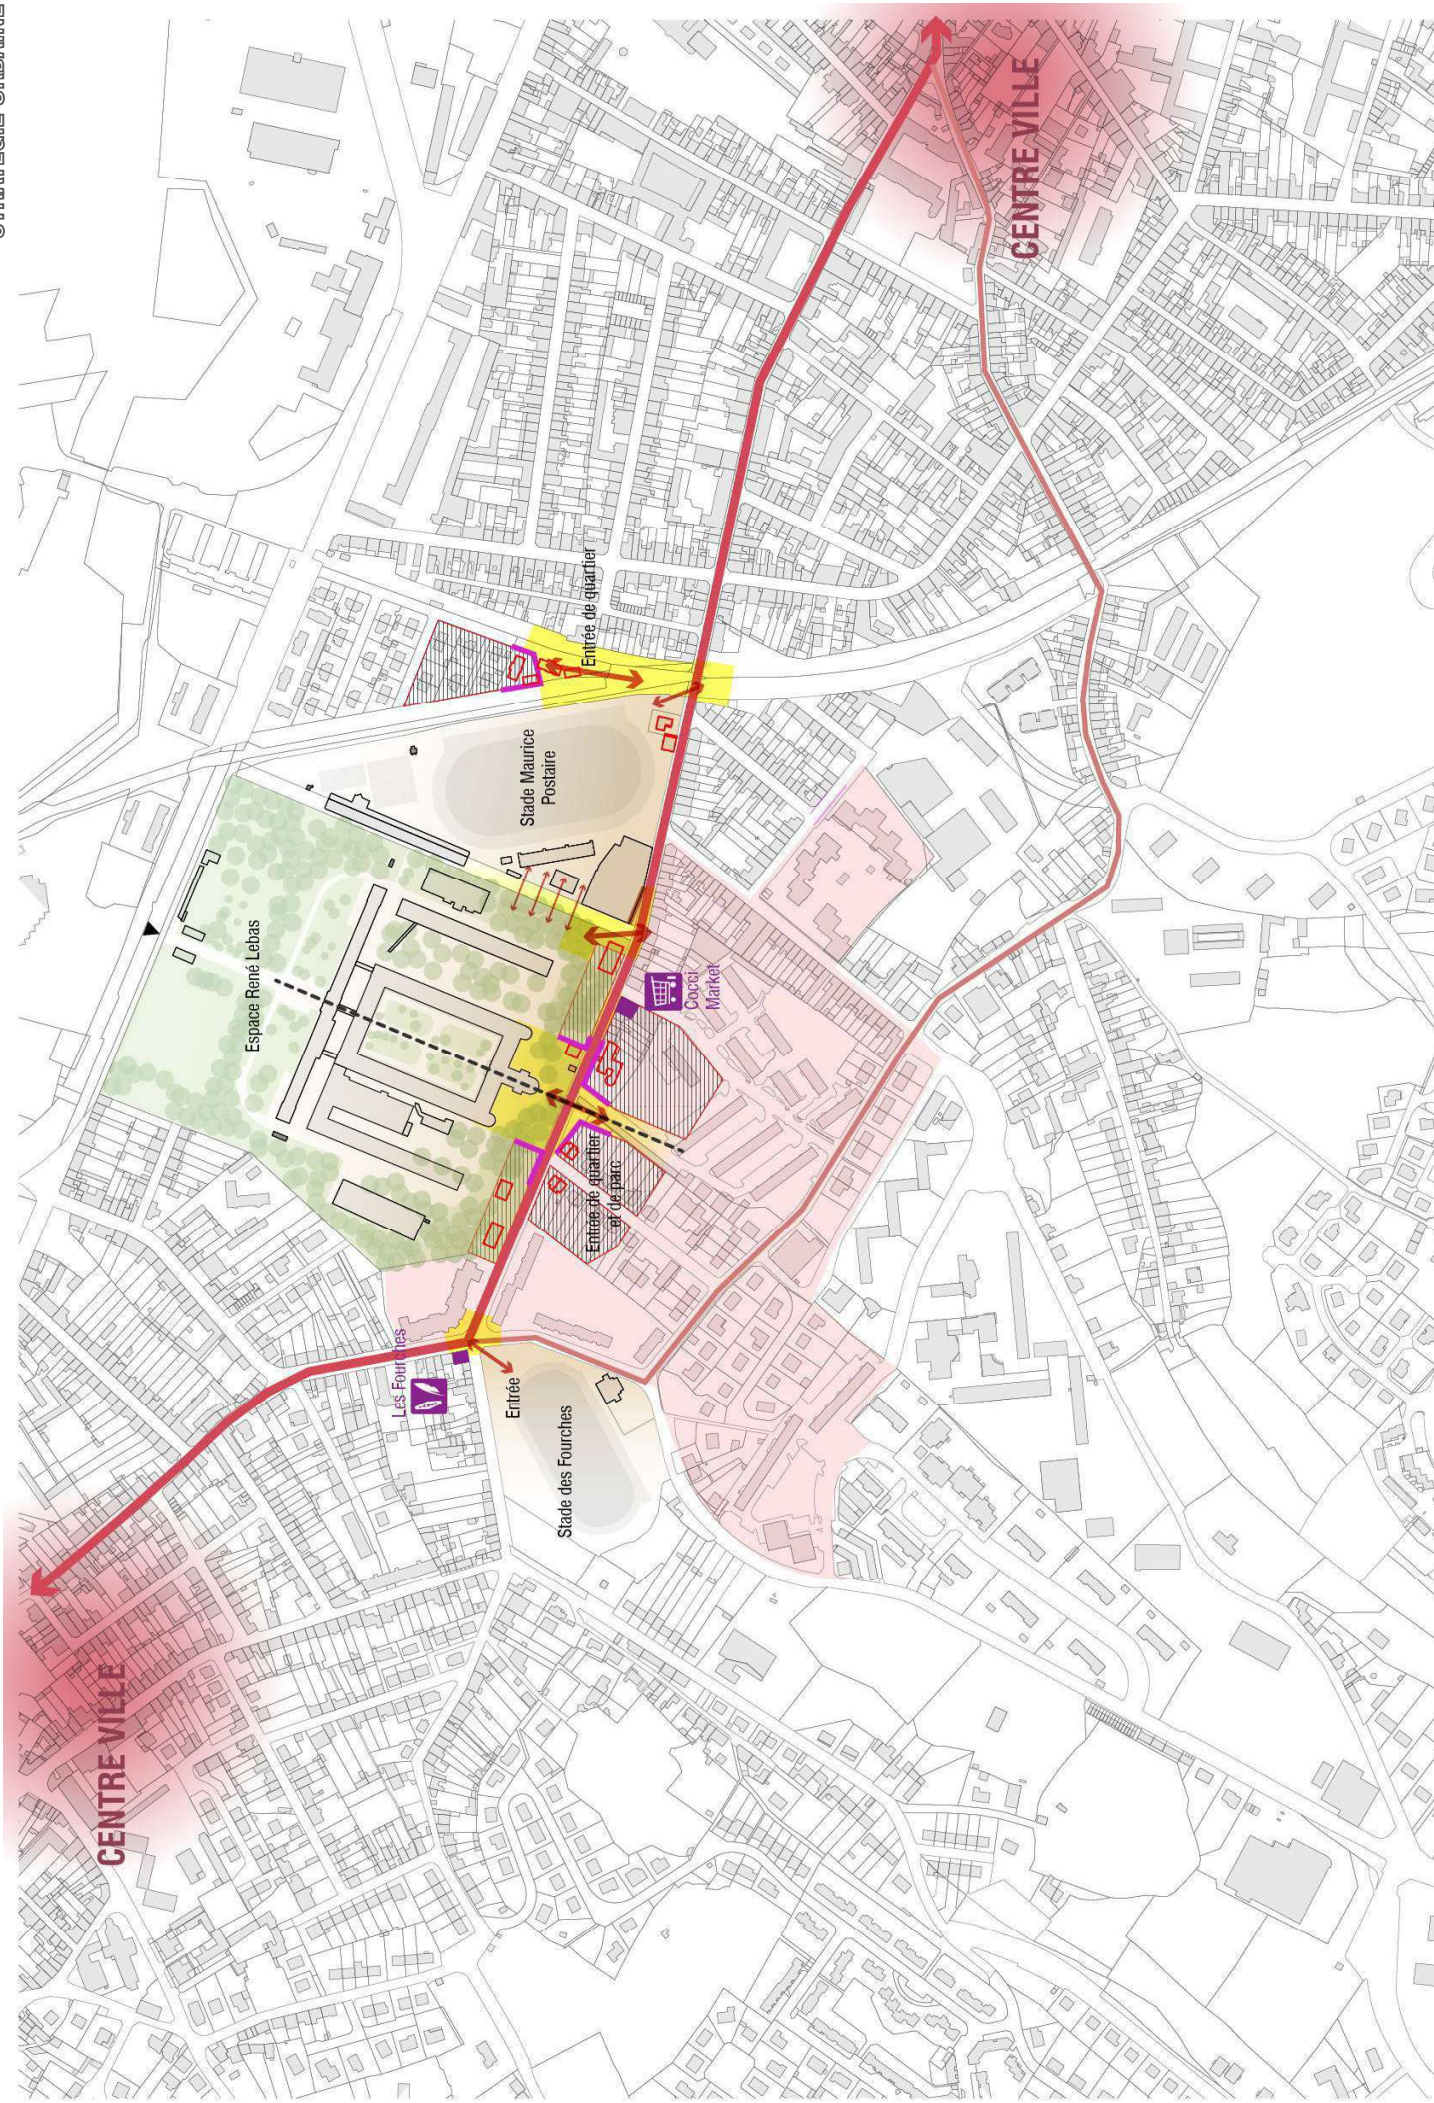 CENTRE VILLE
Les Fourches
Entrée
Stade des Fourches
Espace René Lebas
Entrée de quartier
et de parc
Cocci
Market
Stade Maurice
Postaire
Entrée de quartier
CENTRE VILLE